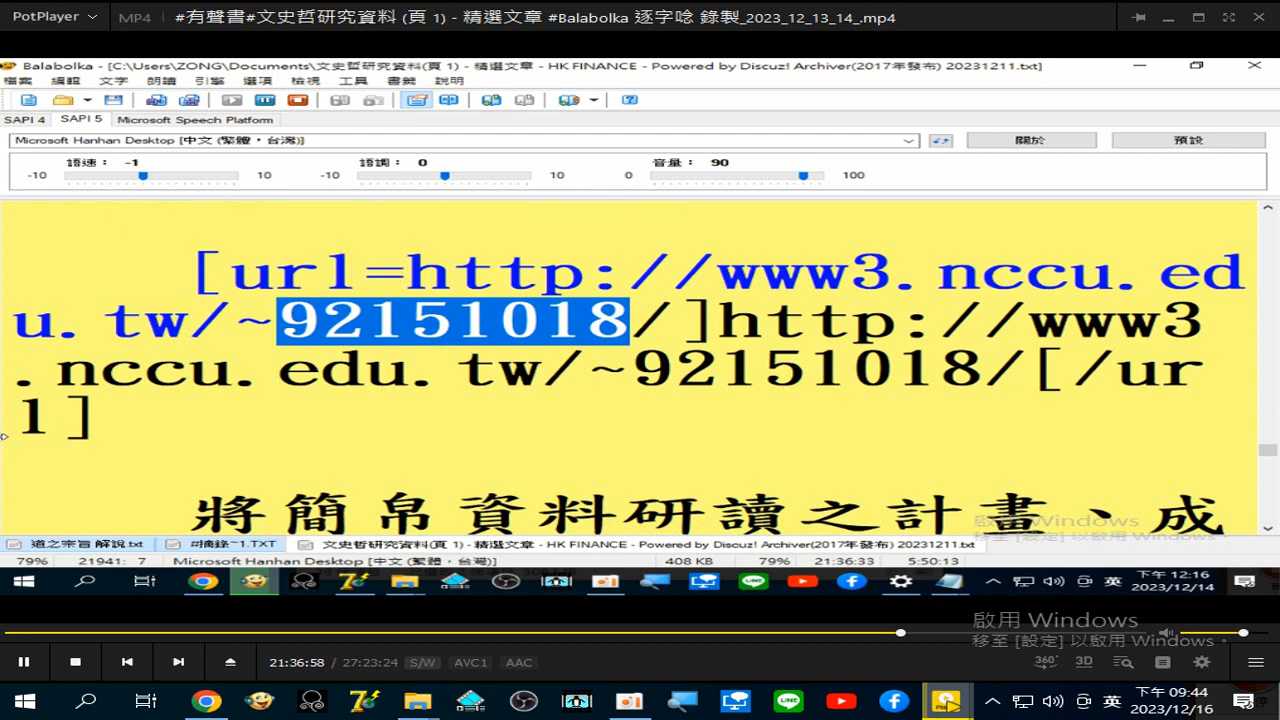 PotPlayer MP4 #有聲書#文史哲研究資料 (頁 1) - 精選文章 #Balabolka 逐字唸 錄製_2023_12_13_14_.mp4
Balabolka - [C:\Users\ZONG\Documents\文史哲研究資料(頁 1) - 精選文章 - HK FINANCE - Powered by Discuz! Archiver(2017年發布) 20231211.txt]
檔案 編輯 文字 朗讀 引擎 選項 檢視 工具 書籤 說明
SAPI 4 SAPI 5 Microsoft Speech Platform
Microsoft Hanhan Desktop [中文 (繁體，台灣)] 關於 預設
語速： -1 語調： 0 音量： 90
-10 10 -10 10 0 100
[url=http://www3.nccu.ed
u.tw/~92151018/]http://www3
.nccu.edu.tw/~92151018/[/ur
l]
將簡帛資料研讀之計畫、成
啟用 Windows
移至 [設定] 以啟用 Windows。
道之宗旨 解說.txt #摘錄~1.TXT 文史哲研究資料(頁 1) - 精選文章 - HK FINANCE - Powered by Discuz! Archiver(2017年發布) 20231211.txt
79% 21941: 7 Microsoft Hanhan Desktop [中文 (繁體，台灣)] 408 KB 79% 21:36:33 5:50:13
英 下午 12:16
2023/12/14
啟用 Windows
移至 [設定] 以啟用 Windows。
21:36:58 / 27:23:24 S/W AVC1 AAC 360° 3D
英 下午 09:44
2023/12/16